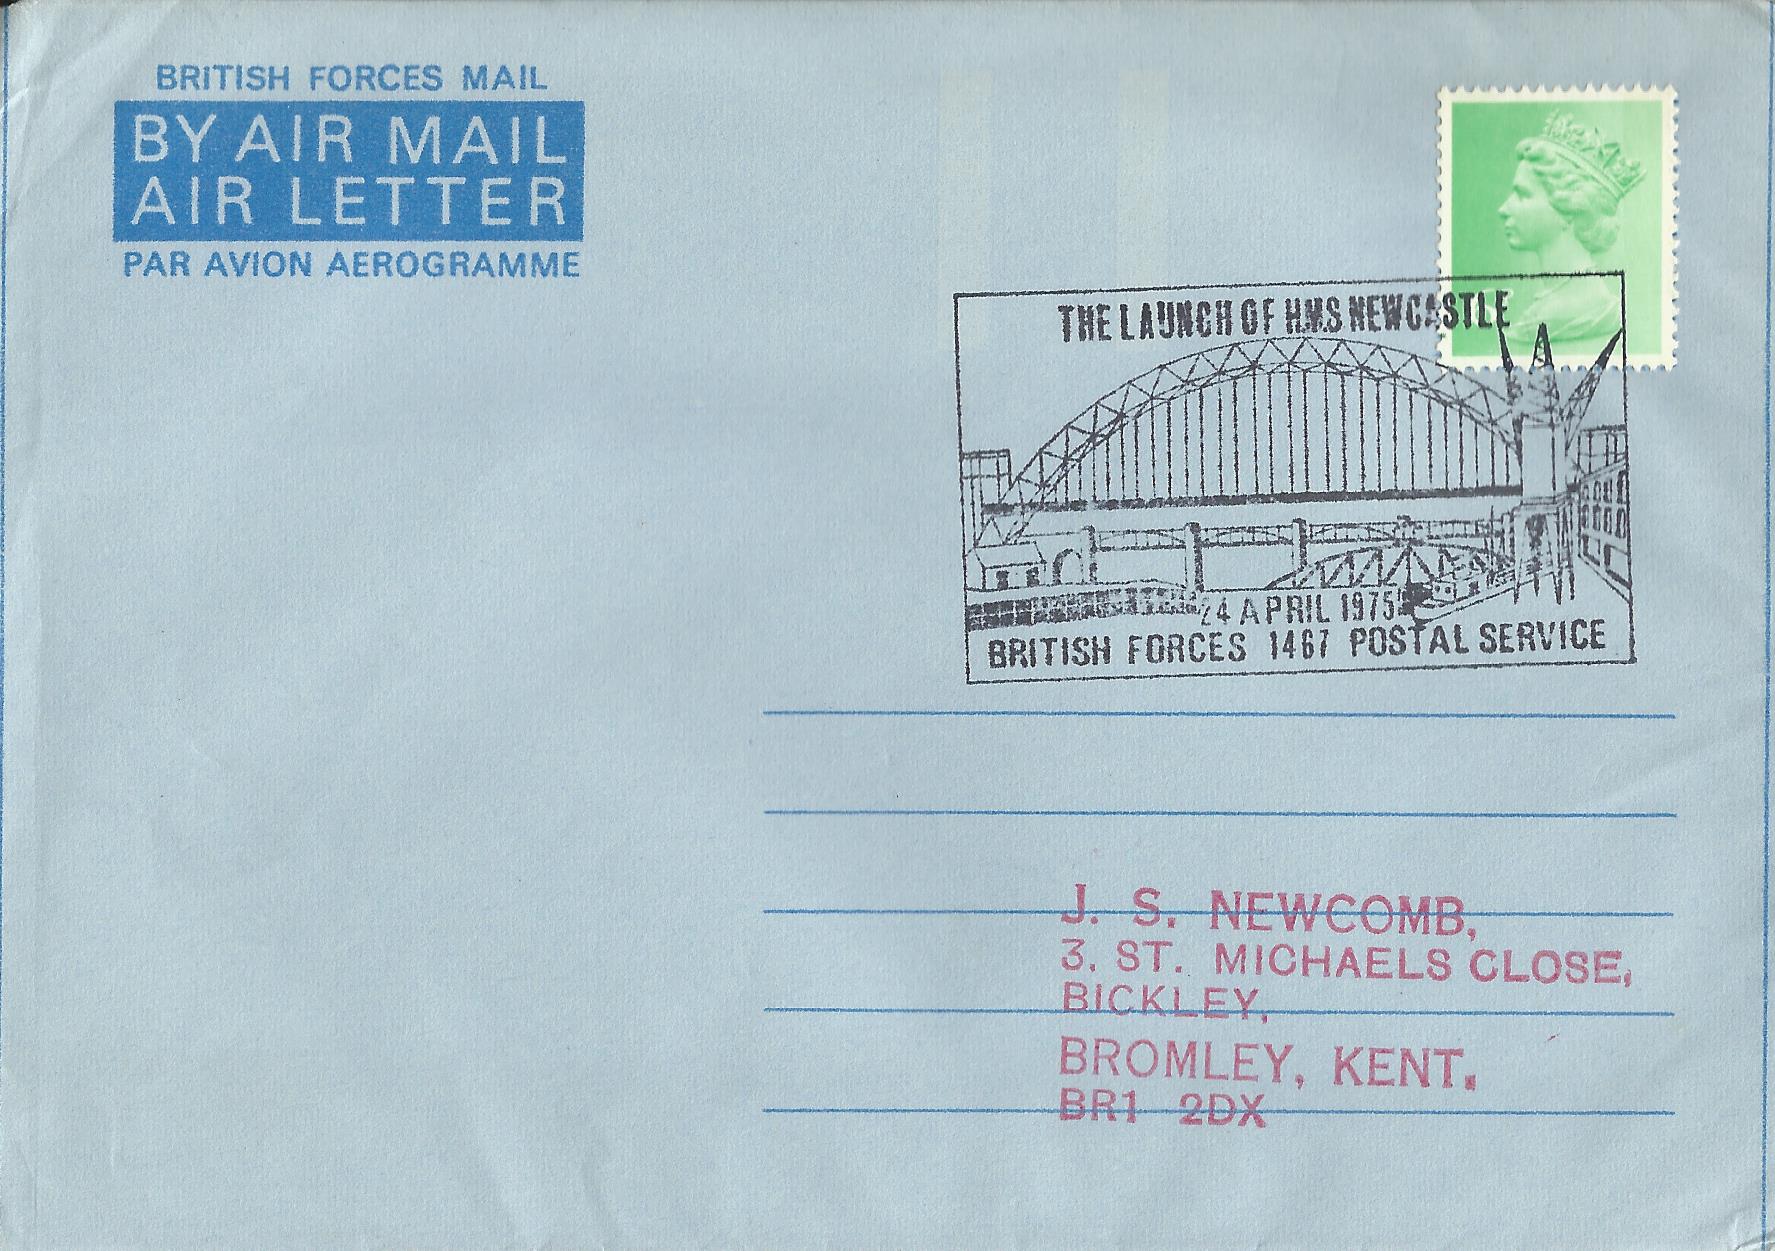 BRITISH FORCES MAIL
BY AIR MAIL
AIR LETTER
PAR AVION AEROGRAMME
THE LAUNCH OF H.M.S NEWCASTLE
24 APRIL 1975
BRITISH FORCES 1467 POSTAL SERVICE
J. S. NEWCOMB,
3. ST. MICHAELS CLOSE,
BICKLEY,
BROMLEY, KENT.
BR1 2DX